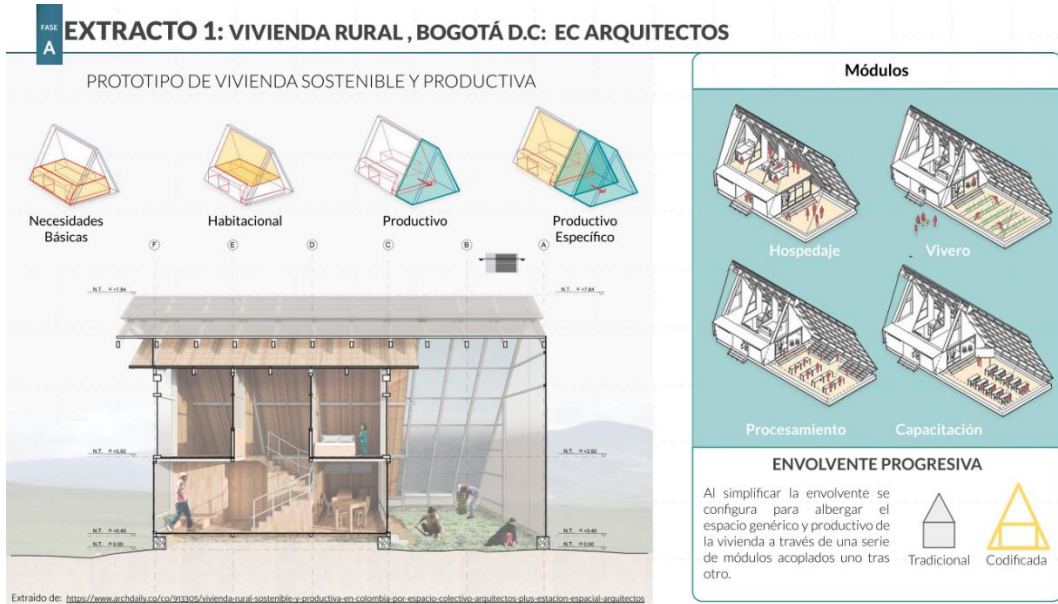 FASE
A
EXTRACTO 1: VIVIENDA RURAL , BOGOTÁ D.C: EC ARQUITECTOS
PROTOTIPO DE VIVIENDA SOSTENIBLE Y PRODUCTIVA
Necesidades
Básicas
Habitacional
Productivo
Productivo
Específico
F
E
D
C
B
A
N.T. =+7.84
N.T. =+7.84
N.T. =+2.92
N.T. =+2.92
N.T. =+0.40
N.T. =+0.40
N.T. =0.00
N.T. =0.00
Extraído de: https://www.archdaily.co/co/913305/vivienda-rural-sostenible-y-productiva-en-colombia-por-espacio-colectivo-arquitectos-plus-estacion-espacial-arquitectos
Módulos
Hospedaje
Vivero
Procesamiento
Capacitación
ENVOLVENTE PROGRESIVA
Al simplificar la envolvente se
configura para albergar el
espacio genérico y productivo de
la vivienda a través de una serie
de módulos acoplados uno tras
otro.
Tradicional
Codificada